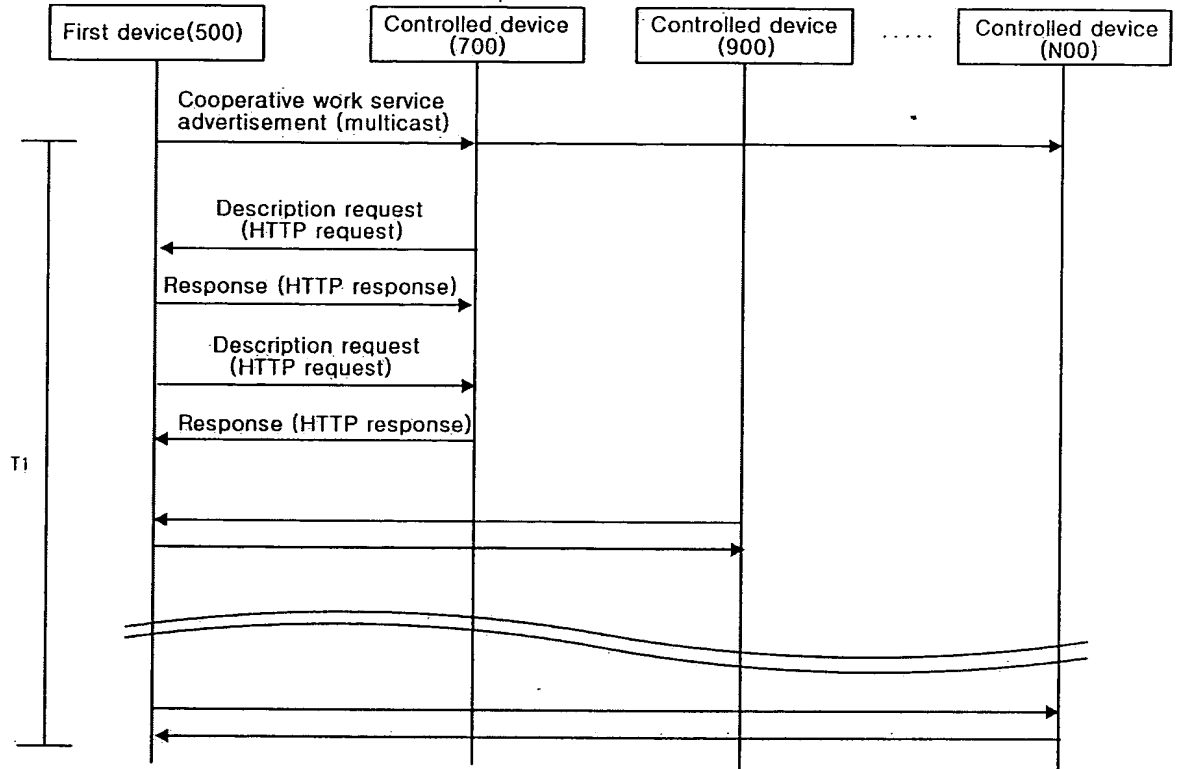 First device(500)
Controlled device
(700)
Controlled device
(900)
.....
Controlled device
(N00)
Cooperative work service
advertisement (multicast)
Description request
(HTTP request)
Response (HTTP response)
Description request
(HTTP request)
Response (HTTP response)
T1